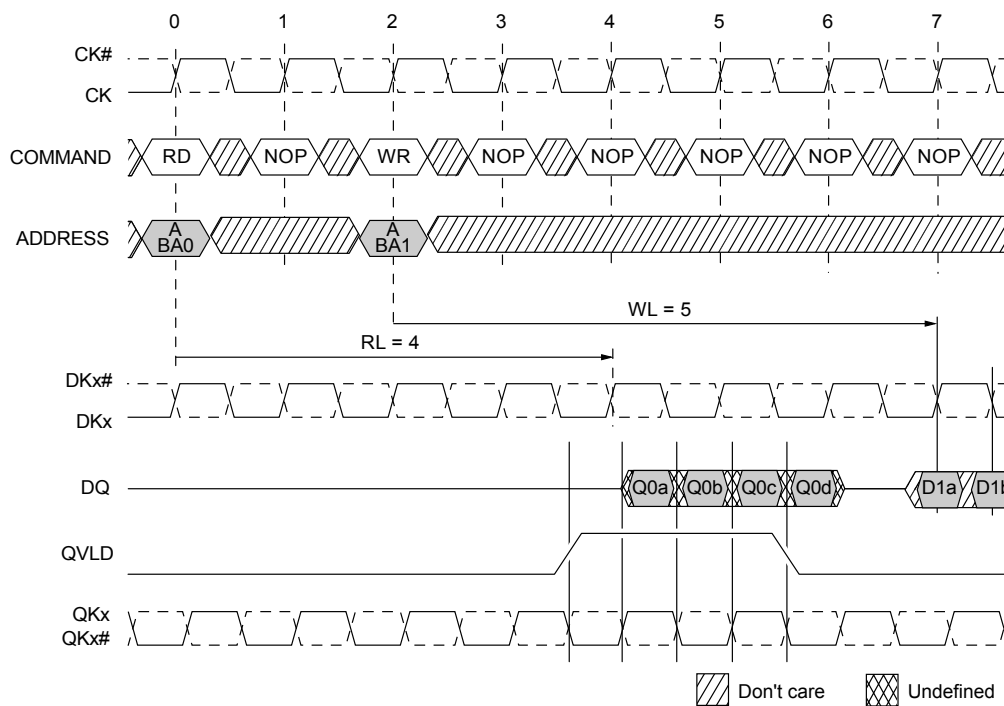 0 1 2 3 4 5 6 7
CK#
CK
COMMAND RD NOP WR NOP NOP NOP NOP NOP
ADDRESS A BA0 A BA1
WL = 5
RL = 4
DKx#
DKx
DQ Q0a Q0b Q0c Q0d D1a D1b
QVLD
QKx
QKx#
Don't care Undefined